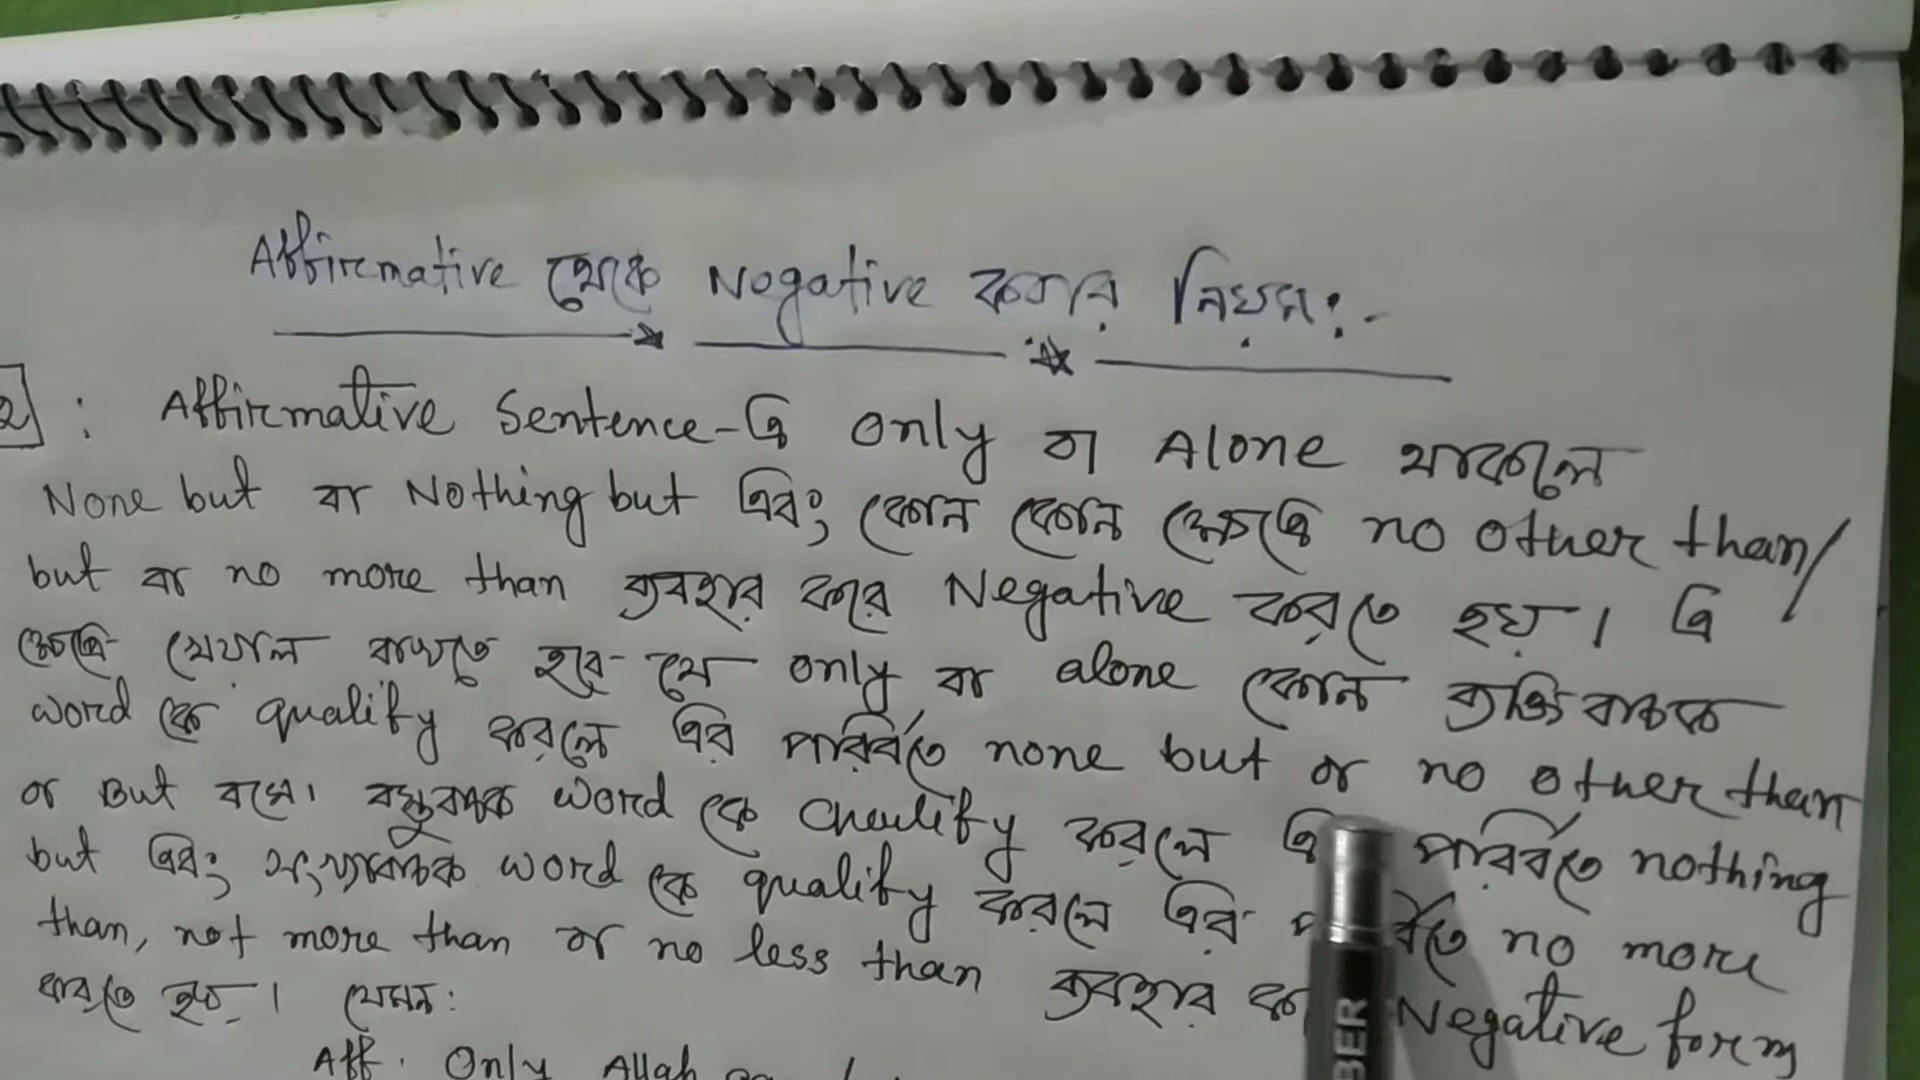 Affirmative থেকে Nogative করার নিয়ম:-
২ : Affirmative Sentence-এ only বা Alone থাকলে
None but বা Nothing but এবং কোন কোন ক্ষেত্রে no other than/
but বা no more than ব্যবহার করে Negative করতে হয়। এ
ক্ষেত্রে খেয়াল রাখতে হবে যে only বা alone কোন ব্যক্তিবাচক
word কে qualify করলে এর পরিবর্তে none but or no other than
or But বসে। বস্তুবাচক word কে করলে এ পরিবর্তে nothing
but এবং সংখ্যাবাচক word কে qualify করলে এর no more
than, not more than or no less than ব্যবহার Negative form
করতে হয়। যেমন:
Aff. Only Allah